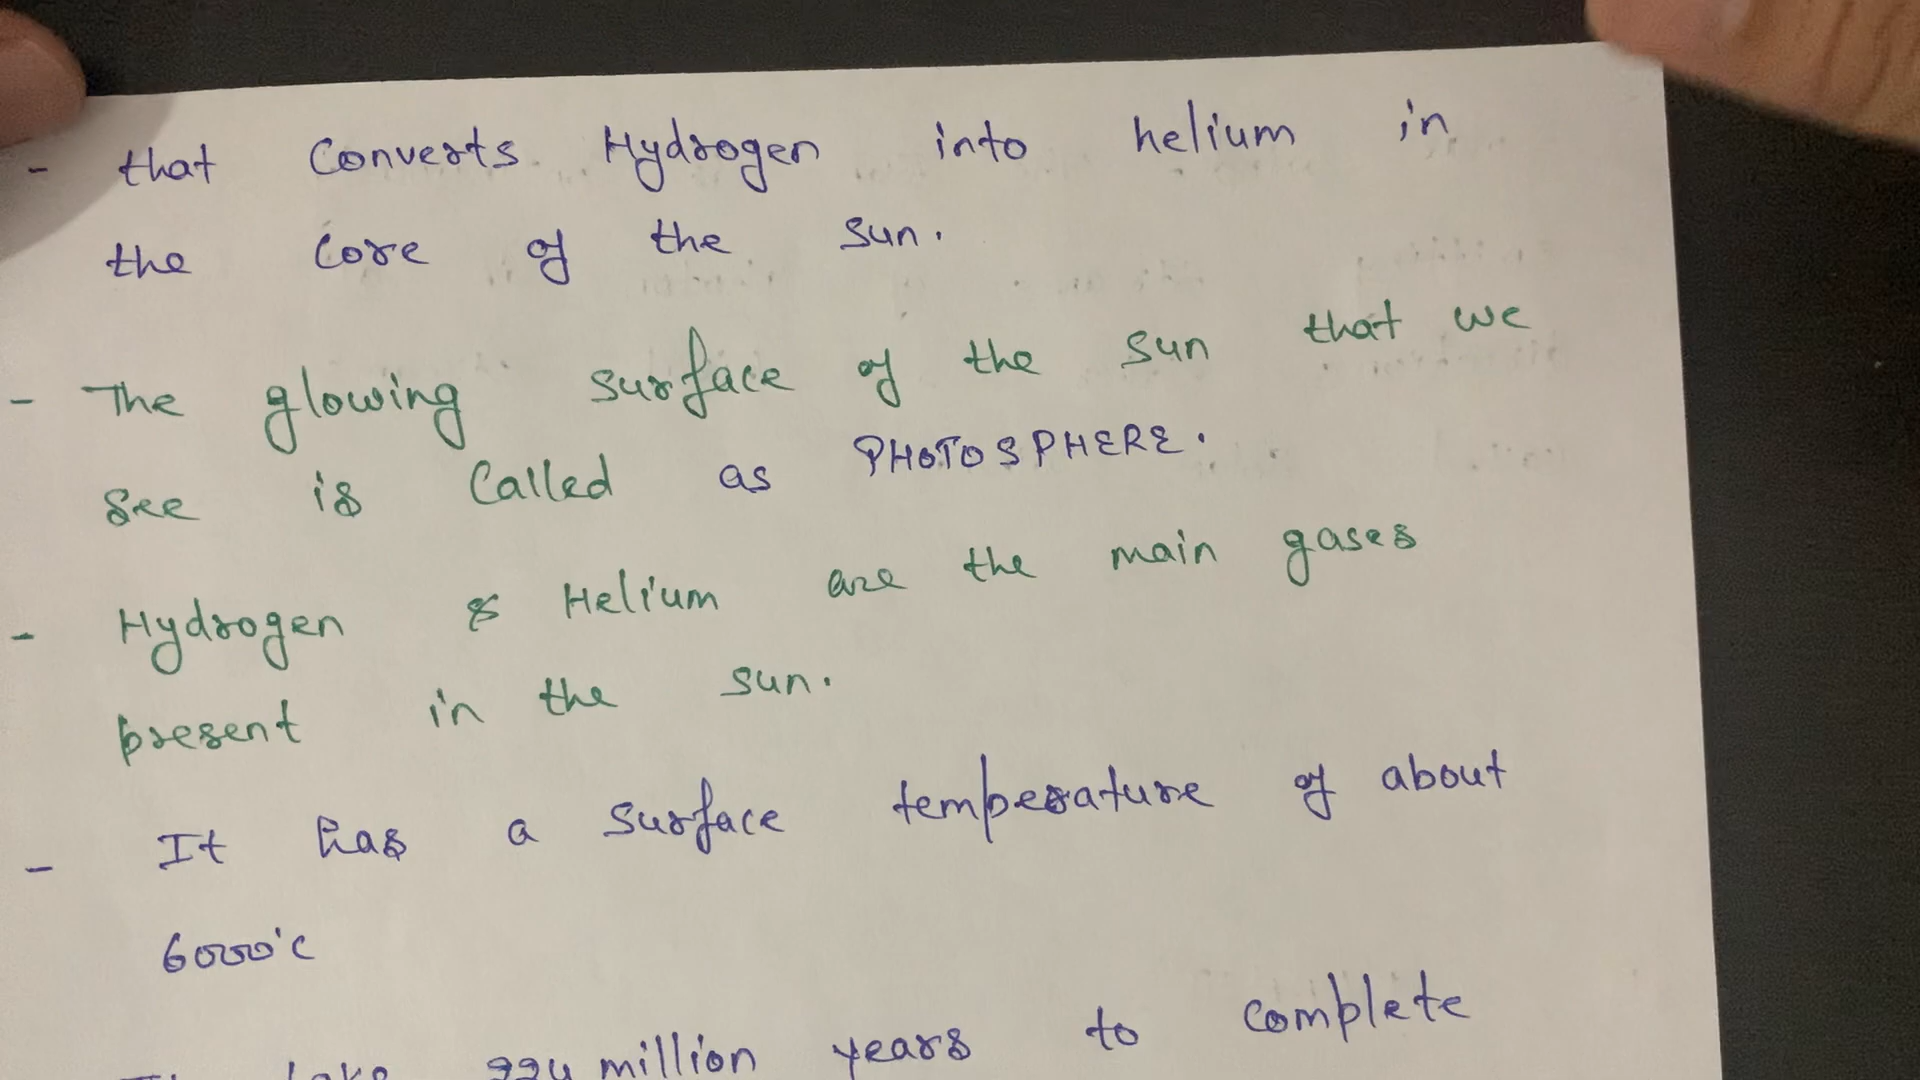 - that Converts Hydrogen into helium in
the core of the sun.
- The glowing surface of the sun that we
see is Called as PHOTOSPHERE.
- Hydrogen & Helium are the main gases
present in the sun.
- It has a surface temperature of about
6000°C
million years to complete